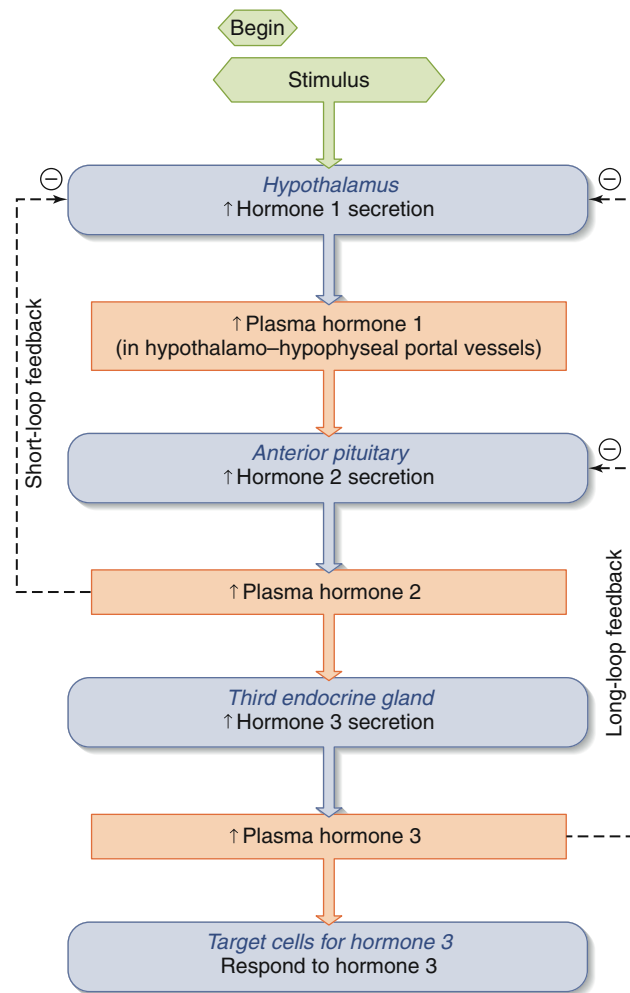 Begin
Stimulus
⊖
⊖
Hypothalamus
↑Hormone 1 secretion
↑Plasma hormone 1
(in hypothalamo–hypophyseal portal vessels)
Short-loop feedback
⊖
Anterior pituitary
↑Hormone 2 secretion
↑Plasma hormone 2
Long-loop feedback
Third endocrine gland
↑Hormone 3 secretion
↑Plasma hormone 3
Target cells for hormone 3
Respond to hormone 3